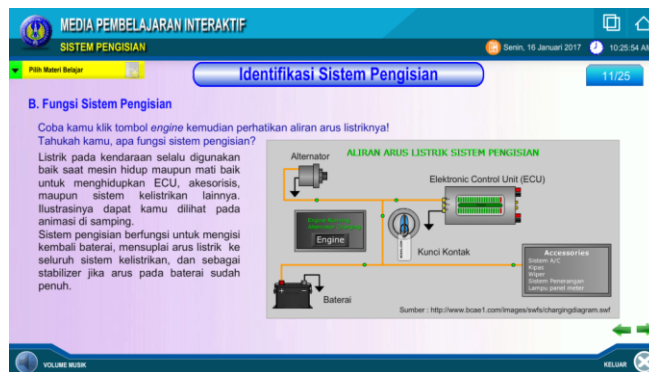 MEDIA PEMBELAJARAN INTERAKTIF
SISTEM PENGISIAN
Senin, 16 Januari 2017
10:25:54 AM
Pilih Materi Belajar
Identifikasi Sistem Pengisian
11/25
B. Fungsi Sistem Pengisian
Coba kamu klik tombol engine kemudian perhatikan aliran arus listriknya!
Tahukah kamu, apa fungsi sistem pengisian?
Listrik pada kendaraan selalu digunakan
baik saat mesin hidup maupun mati baik
untuk menghidupkan ECU, akesorisis,
maupun sistem kelistrikan lainnya.
Ilustrasinya dapat kamu dilihat pada
animasi di samping.
Sistem pengisian berfungsi untuk mengisi
kembali baterai, mensuplai arus listrik ke
seluruh sistem kelistrikan, dan sebagai
stabilizer jika arus pada baterai sudah
penuh.
ALIRAN ARUS LISTRIK SISTEM PENGISIAN
Alternator
Elektronic Control Unit (ECU)
Engine Running
Alternator Charging
Engine
Kunci Kontak
Accessories
Sistem A/C
Kipas
Wiper
Sistem Penerangan
Lampu panel meter
Baterai
Sumber : http://www.bcae1.com/images/swfs/chargingdiagram.swf
VOLUME MUSIK
KELUAR